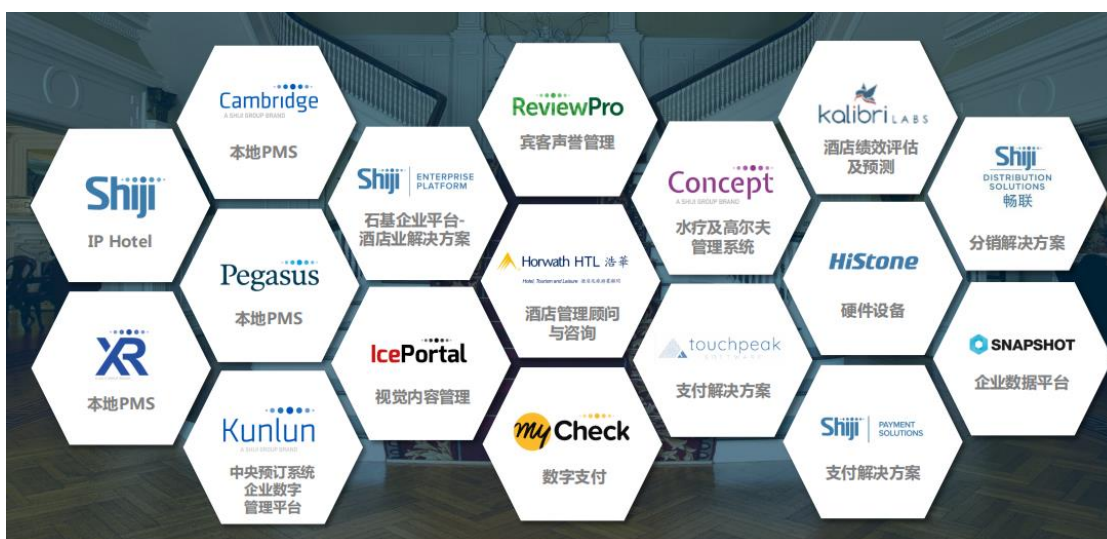 Shiji
IP Hotel
XR
本地PMS
Cambridge
A SHIJI GROUP BRAND
本地PMS
Pegasus
本地PMS
Kunlun
A SHIJI GROUP BRAND
中央预订系统
企业数字
管理平台
Shiji ENTERPRISE
PLATFORM
石基企业平台-
酒店业解决方案
IcePortal
视觉内容管理
ReviewPro
宾客声誉管理
Horwath HTL 浩華
Hotel, Tourism and Leisure
酒店管理顾问
与咨询
my Check
数字支付
Concept
A SHIJI GROUP BRAND
水疗及高尔夫
管理系统
touchpeak
SOFTWARE
支付解决方案
kalibri LABS
酒店绩效评估
及预测
HiStone
硬件设备
Shiji PAYMENT
SOLUTIONS
支付解决方案
Shiji
DISTRIBUTION
SOLUTIONS
畅联
分销解决方案
SNAPSHOT
企业数据平台